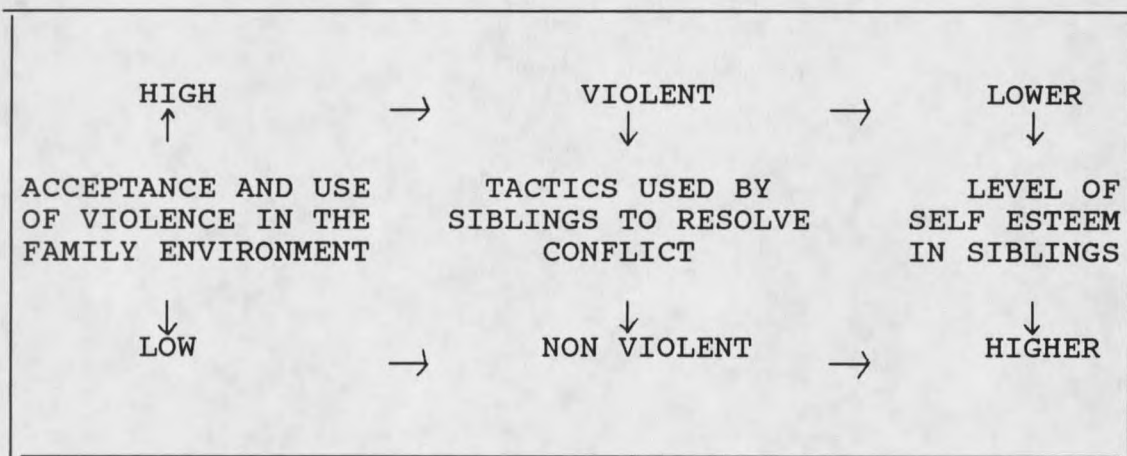 HIGH → VIOLENT → LOWER
↑ ↓ ↓
ACCEPTANCE AND USE TACTICS USED BY LEVEL OF
OF VIOLENCE IN THE SIBLINGS TO RESOLVE SELF ESTEEM
FAMILY ENVIRONMENT CONFLICT IN SIBLINGS
↓ ↓ ↓
LOW → NON VIOLENT → HIGHER